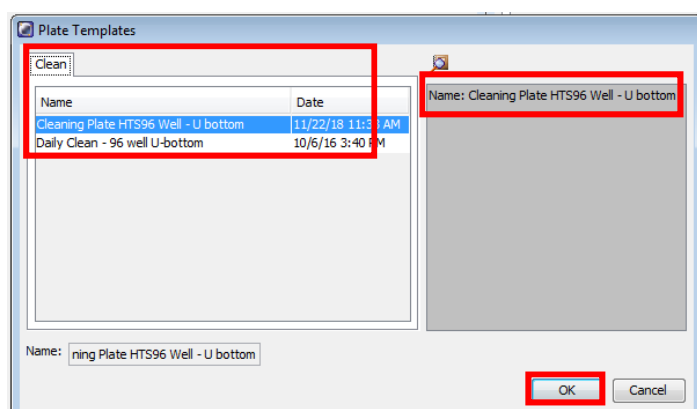 Plate Templates
Clean
Name Date
Cleaning Plate HTS96 Well - U bottom 11/22/18 11:33 AM
Daily Clean - 96 well U-bottom 10/6/16 3:40 PM
Name: Cleaning Plate HTS96 Well - U bottom
Name: ning Plate HTS96 Well - U bottom
OK Cancel